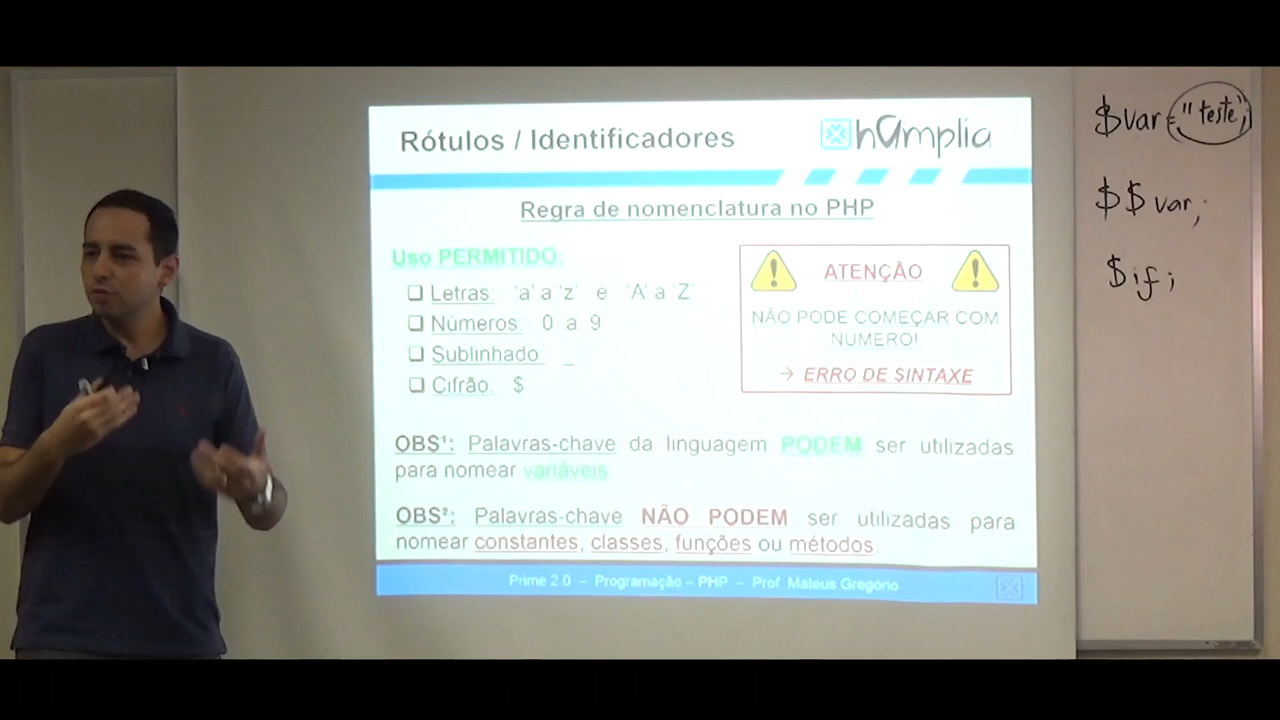 Rótulos / Identificadores
hAmplia
Regra de nomenclatura no PHP
Uso PERMITIDO:
❑ Letras: 'a' a 'z' e 'A' a 'Z'
❑ Números: 0 a 9
❑ Sublinhado: _
❑ Cifrão: $
ATENÇÃO
NÃO PODE COMEÇAR COM
NÚMERO!
→ ERRO DE SINTAXE
OBS¹: Palavras-chave da linguagem PODEM ser utilizadas
para nomear variáveis
OBS²: Palavras-chave NÃO PODEM ser utilizadas para
nomear constantes, classes, funções ou métodos
Prime 2.0 – Programação – PHP – Prof. Mateus Gregório
$var = "teste";
$$var;
$if;